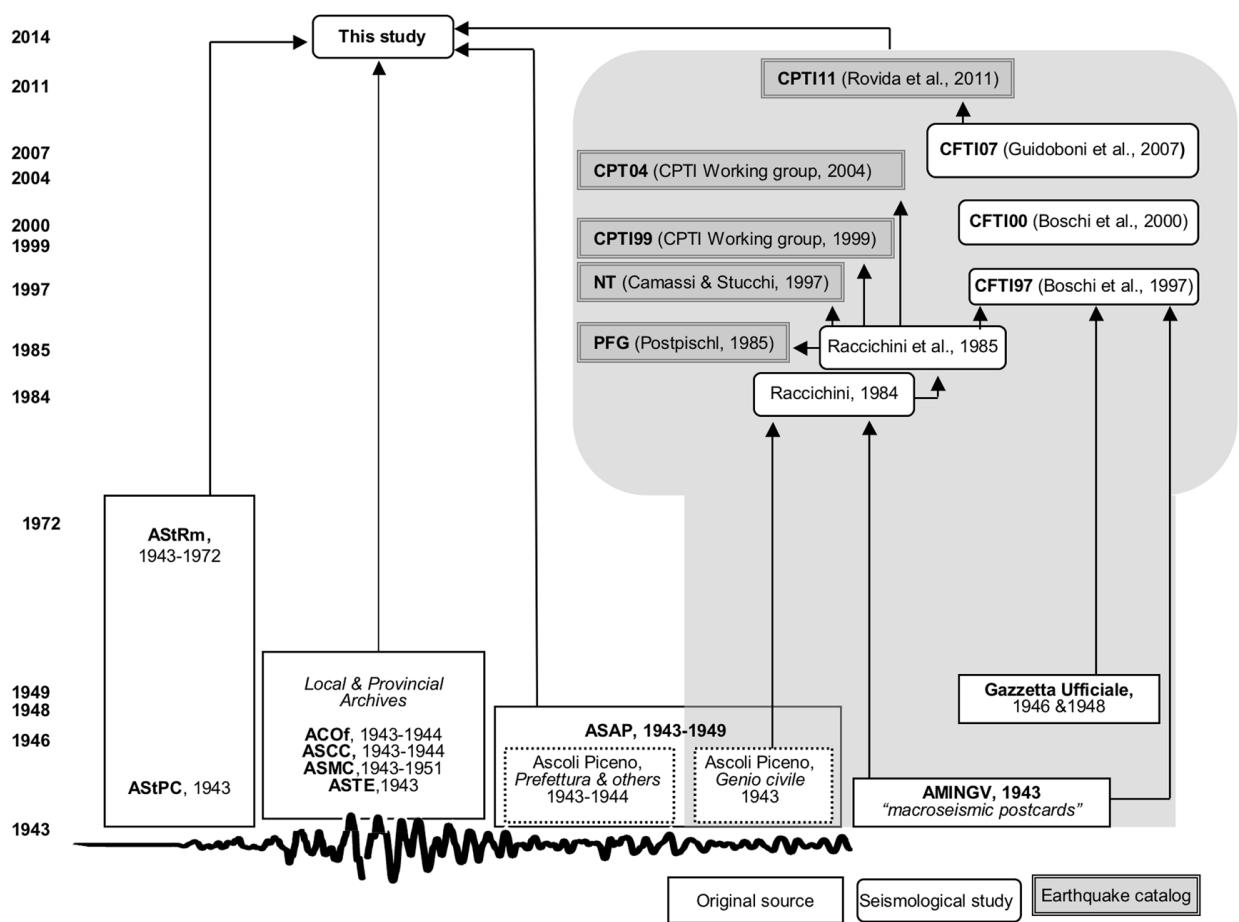 2014
This study
2011
CPTI11 (Rovida et al., 2011)
CFTI07 (Guidoboni et al., 2007)
2007
2004
CPT04 (CPTI Working group, 2004)
2000
CFTI00 (Boschi et al., 2000)
1999
CPTI99 (CPTI Working group, 1999)
1997
NT (Camassi & Stucchi, 1997)
CFTI97 (Boschi et al., 1997)
1985
PFG (Postpischl, 1985)
Raccichini et al., 1985
1984
Raccichini, 1984
1972
AStRm,
1943-1972
AStPC, 1943
Local & Provincial
Archives
ACOf, 1943-1944
ASCC, 1943-1944
ASMC,1943-1951
ASTE,1943
1949
1948
1946
1943
ASAP, 1943-1949
Ascoli Piceno,
Prefettura & others
1943-1944
Ascoli Piceno,
Genio civile
1943
Gazzetta Ufficiale,
1946 &1948
AMINGV, 1943
“macroseismic postcards”
Original source
Seismological study
Earthquake catalog